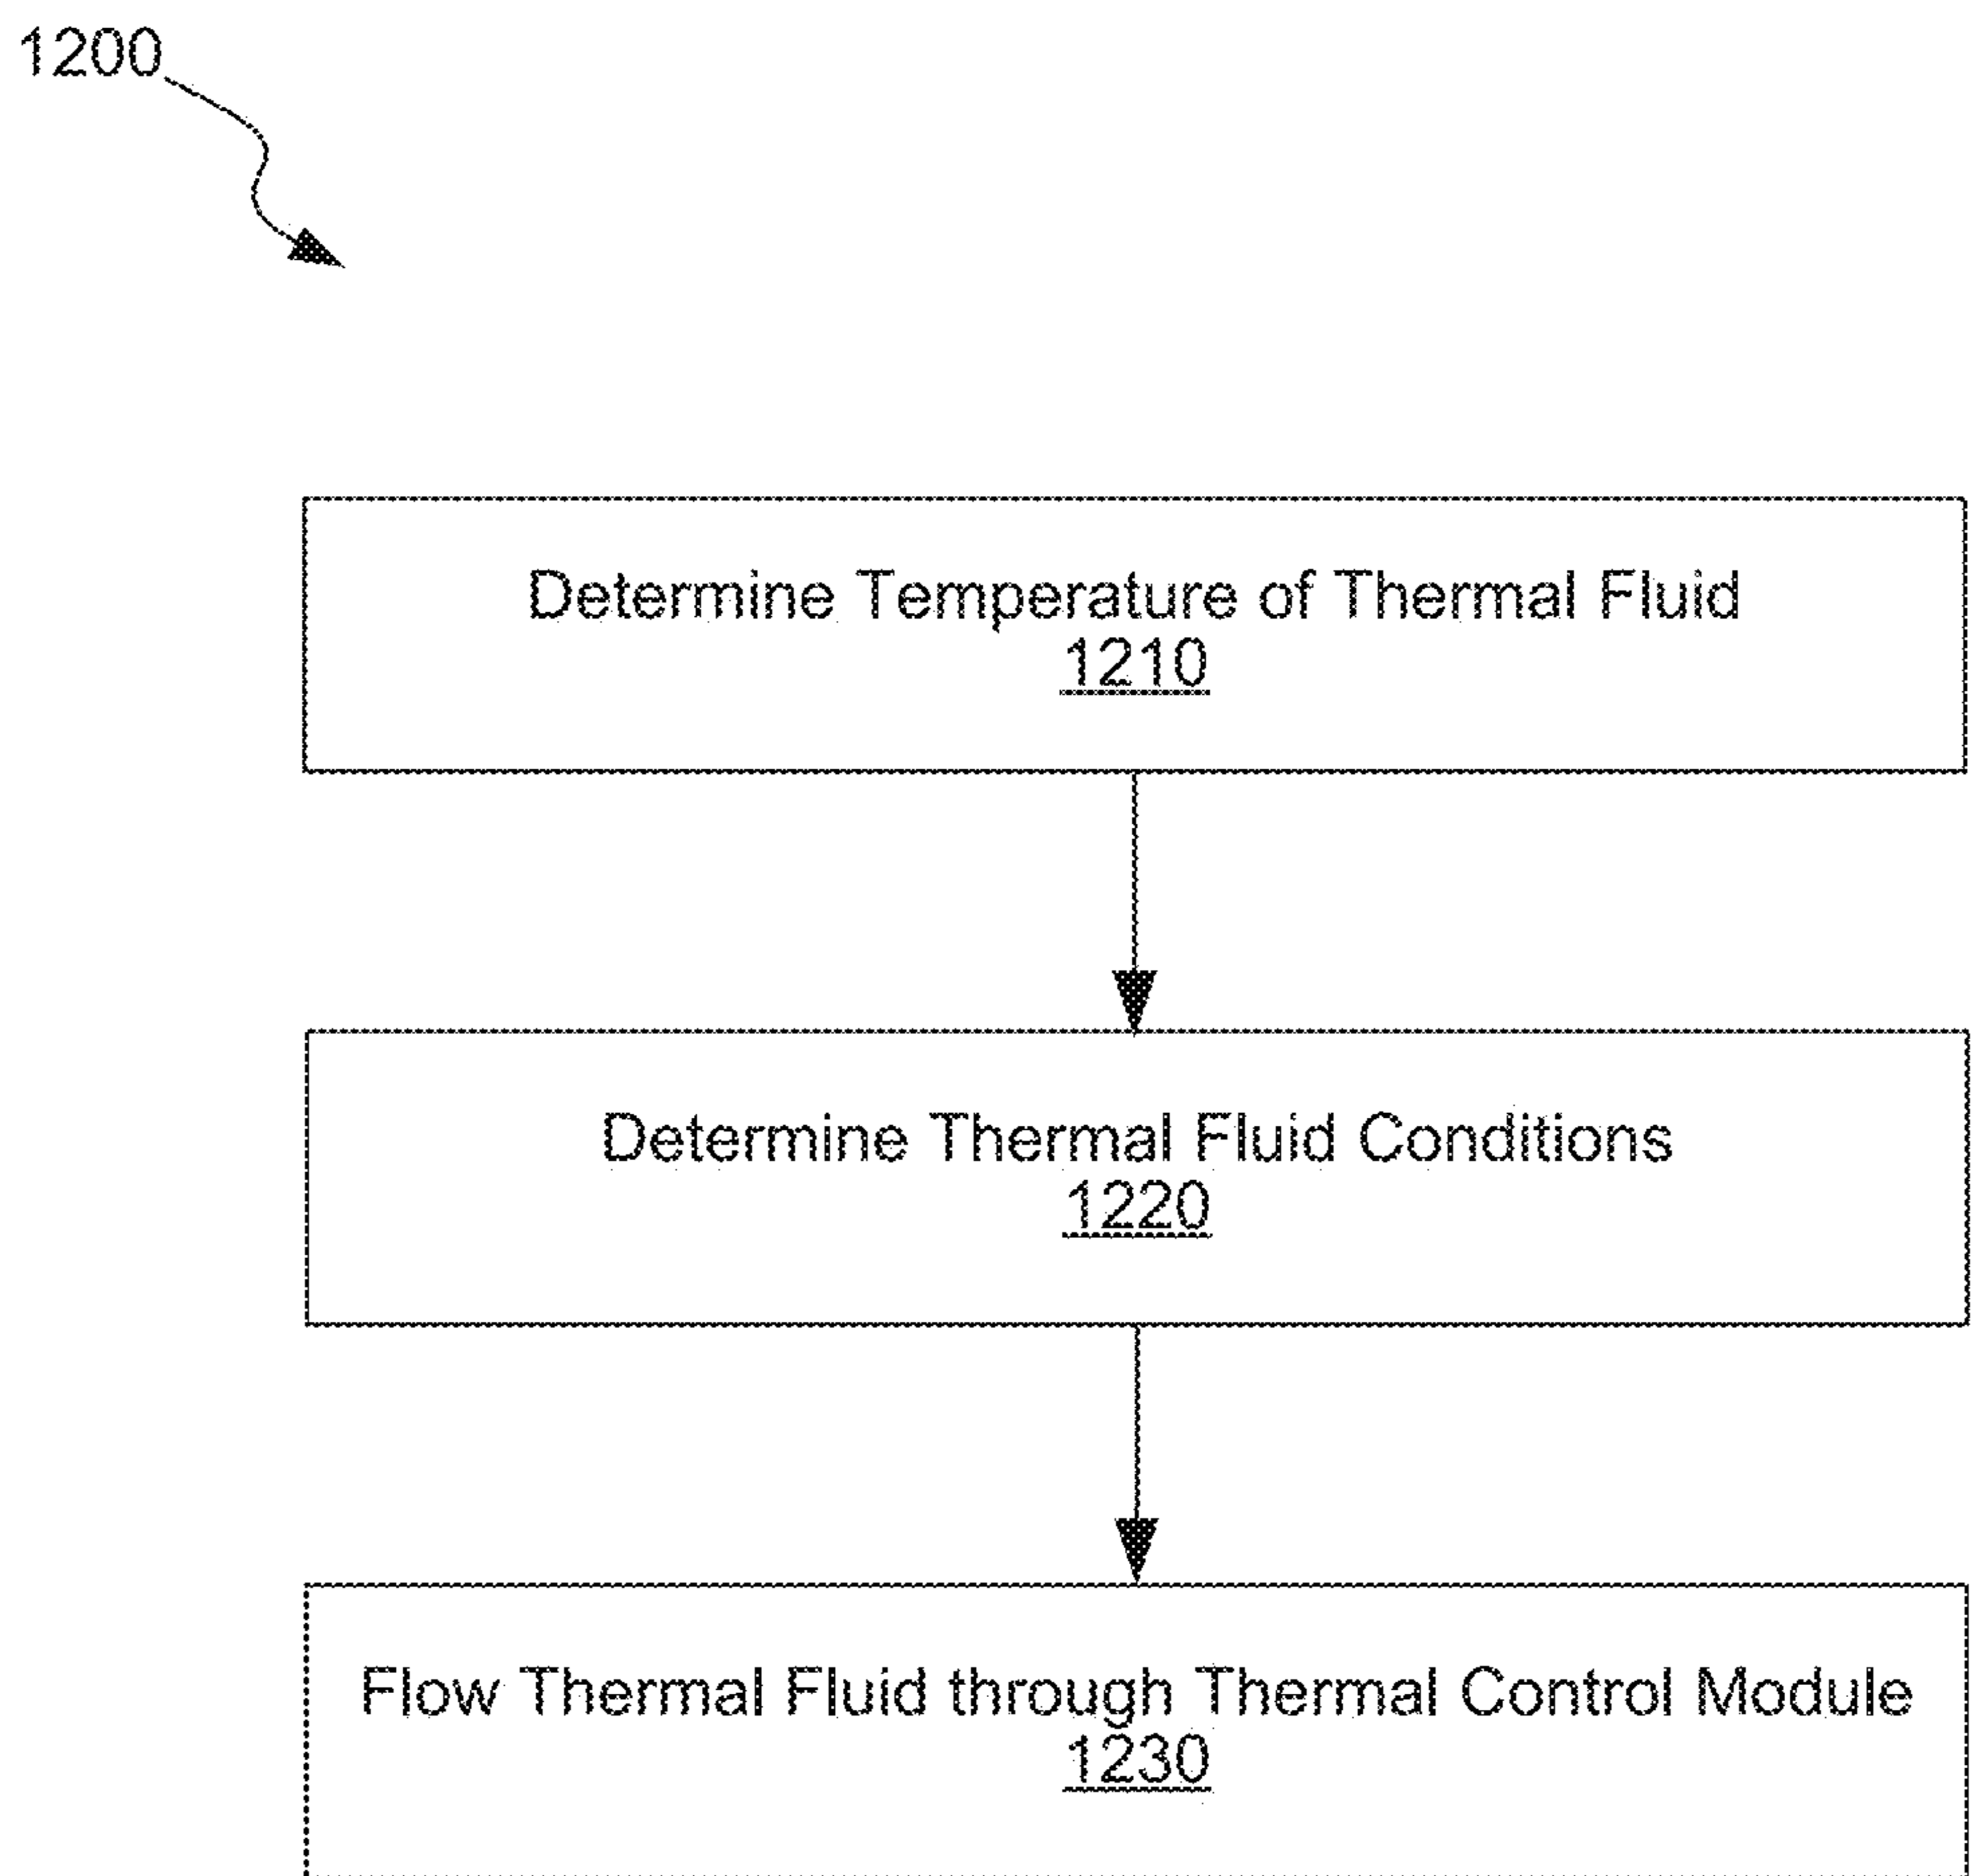 1200
Determine Temperature of Thermal Fluid
1210
Determine Thermal Fluid Conditions
1220
Flow Thermal Fluid through Thermal Control Module
1230